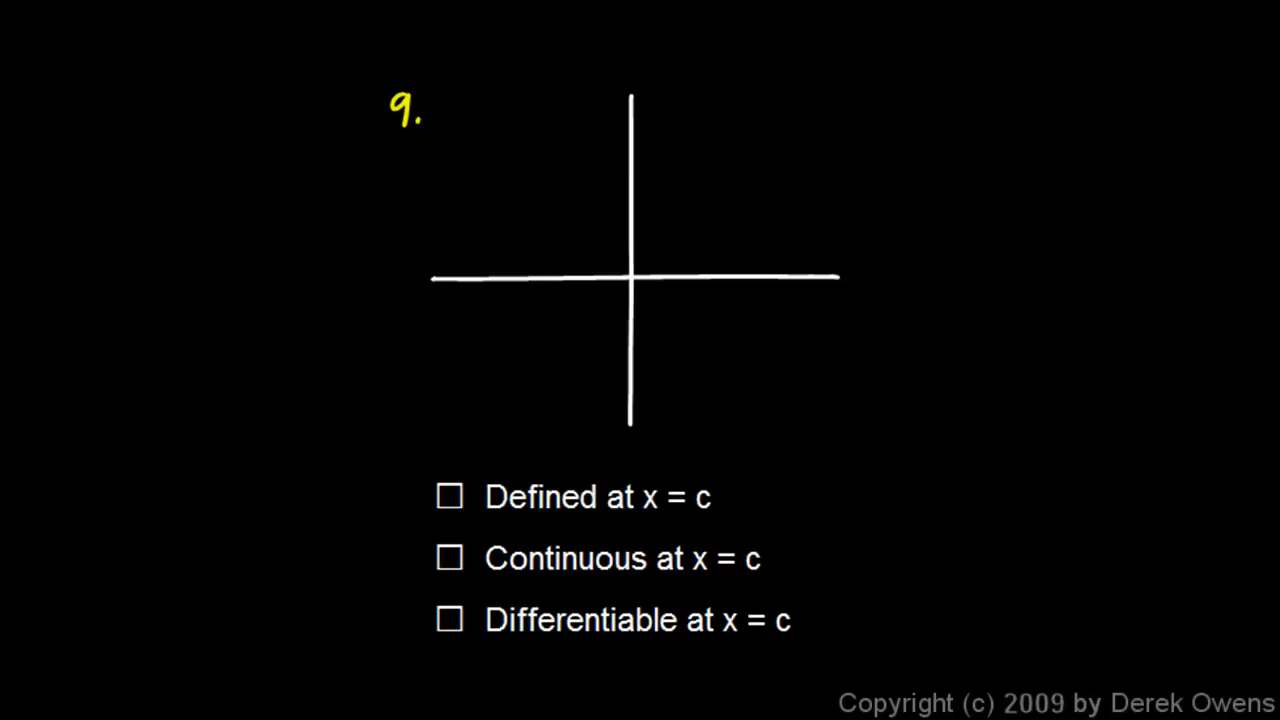 9.
Defined at x = c
Continuous at x = c
Differentiable at x = c
Copyright (c) 2009 by Derek Owens